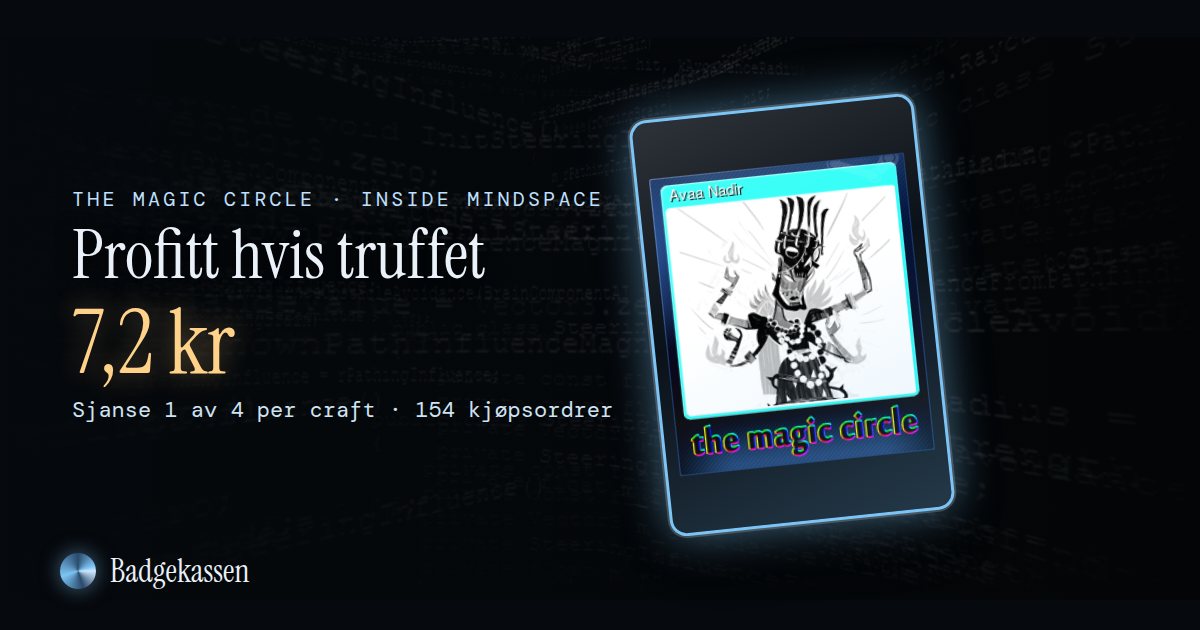 THE MAGIC CIRCLE · INSIDE MINDSPACE
Profitt hvis truffet
7,2 kr
Sjanse 1 av 4 per craft · 154 kjøpsordrer
Avaa Nadir
the magic circle
Badgekassen